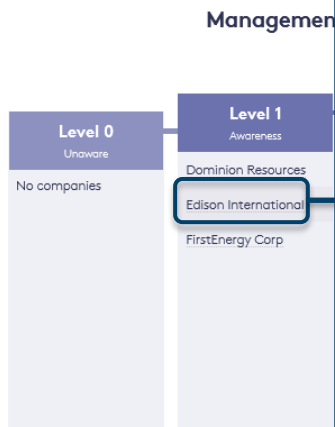 Managemen
Level 0
Unaware
No companies
Level 1
Awareness
Dominion Resources
Edison International
FirstEnergy Corp